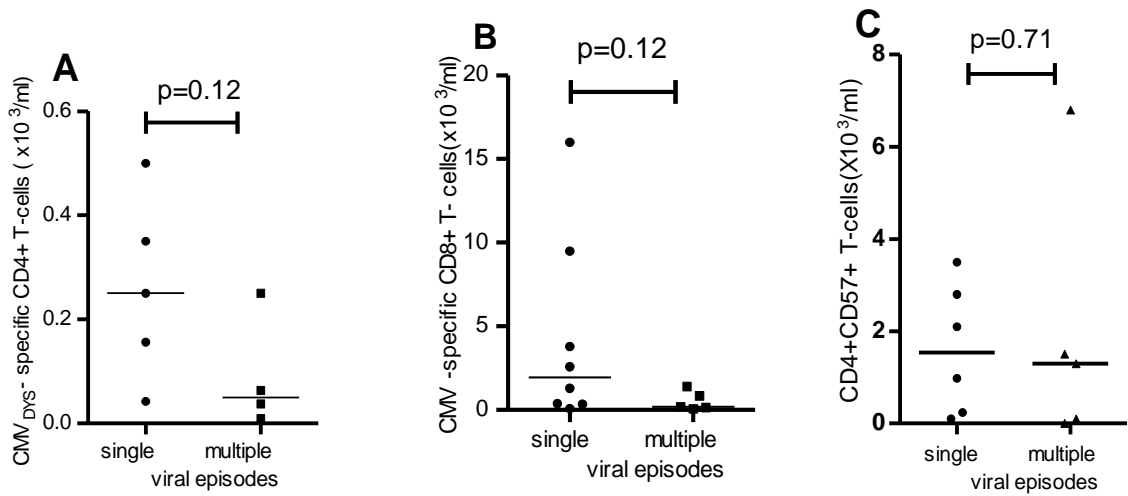 A
p=0.12
CMVDYS- specific CD4+ T-cells ( x10 3/ml)
0.6
0.4
0.2
0.0
single
multiple
viral episodes
B
p=0.12
CMV -specific CD8+ T- cells(x10 3/ml)
20
15
10
5
0
single
multiple
viral episodes
C
p=0.71
CD4+CD57+ T-cells(X103/ml)
8
6
4
2
0
single
multiple
viral episodes